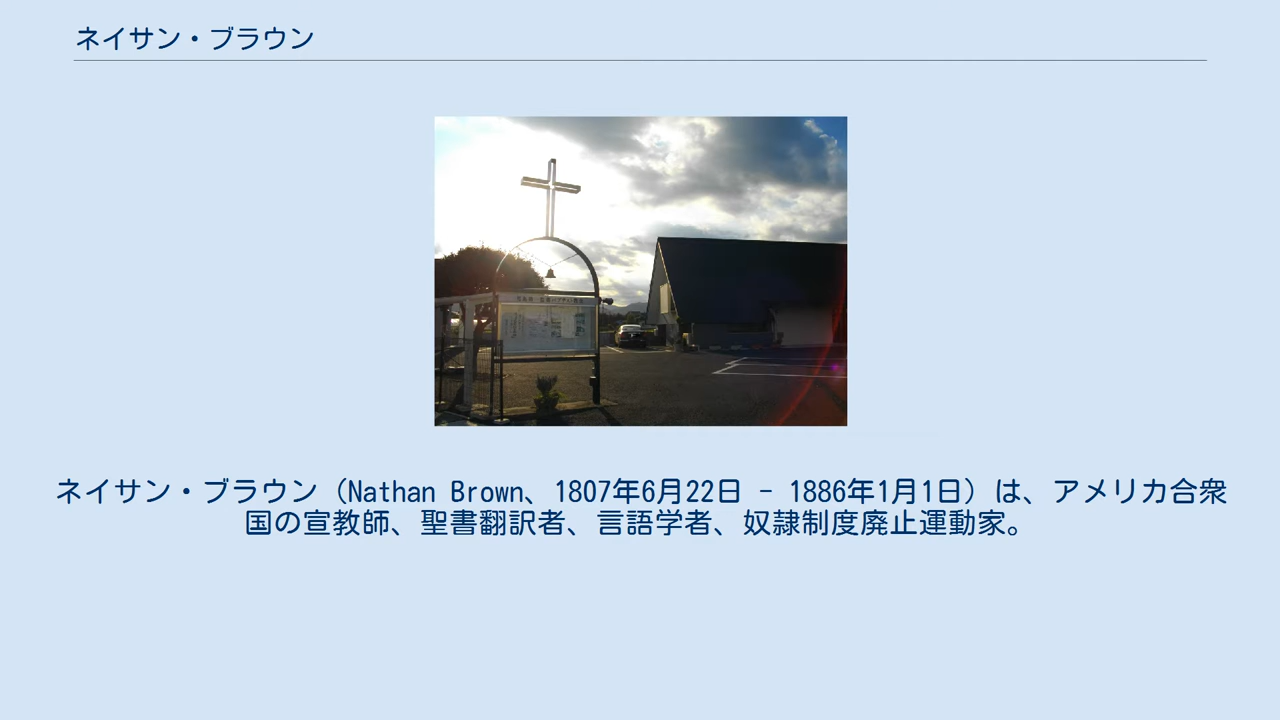 ネイサン・ブラウン
ネイサン・ブラウン（Nathan Brown、1807年6月22日 - 1886年1月1日）は、アメリカ合衆
国の宣教師、聖書翻訳者、言語学者、奴隷制度廃止運動家。